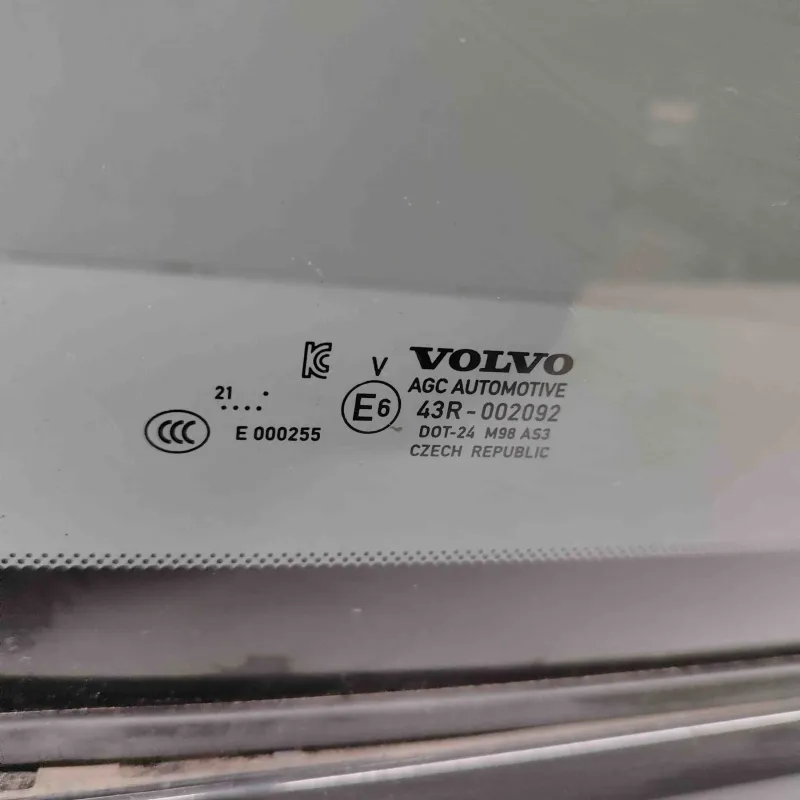 KC V VOLVO
AGC AUTOMOTIVE
21
E6 43R-002092
CCC E 000255
DOT-24 M98 AS3
CZECH REPUBLIC